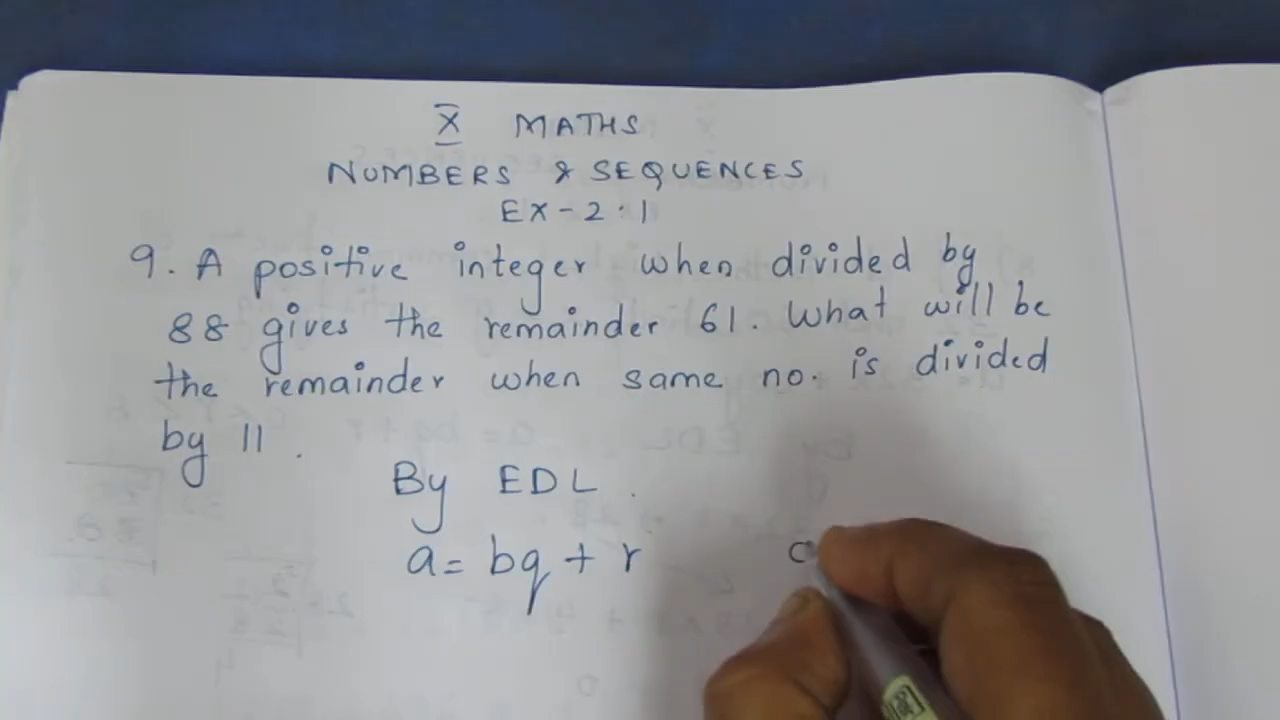 X MATHS
NUMBERS & SEQUENCES
EX-2.1
9. A positive integer when divided by
88 gives the remainder 61. What will be
the remainder when same no. is divided
by 11.
By EDL.
a = bq + r